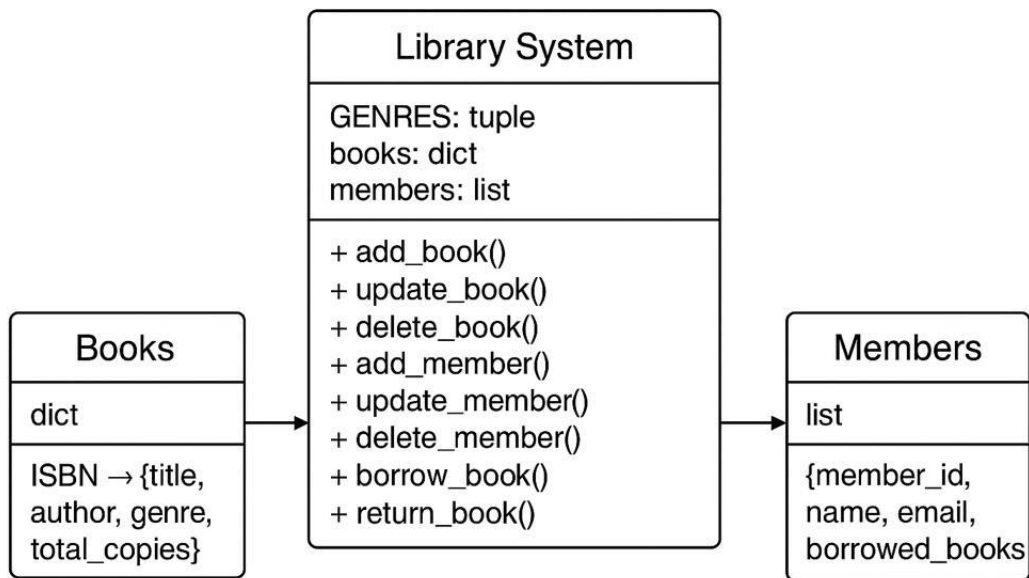 Library System
GENRES: tuple
books: dict
members: list
+ add_book()
+ update_book()
+ delete_book()
+ add_member()
+ update_member()
+ delete_member()
+ borrow_book()
+ return_book()
Books
dict
ISBN → {title,
author, genre,
total_copies}
Members
list
{member_id,
name, email,
borrowed_books